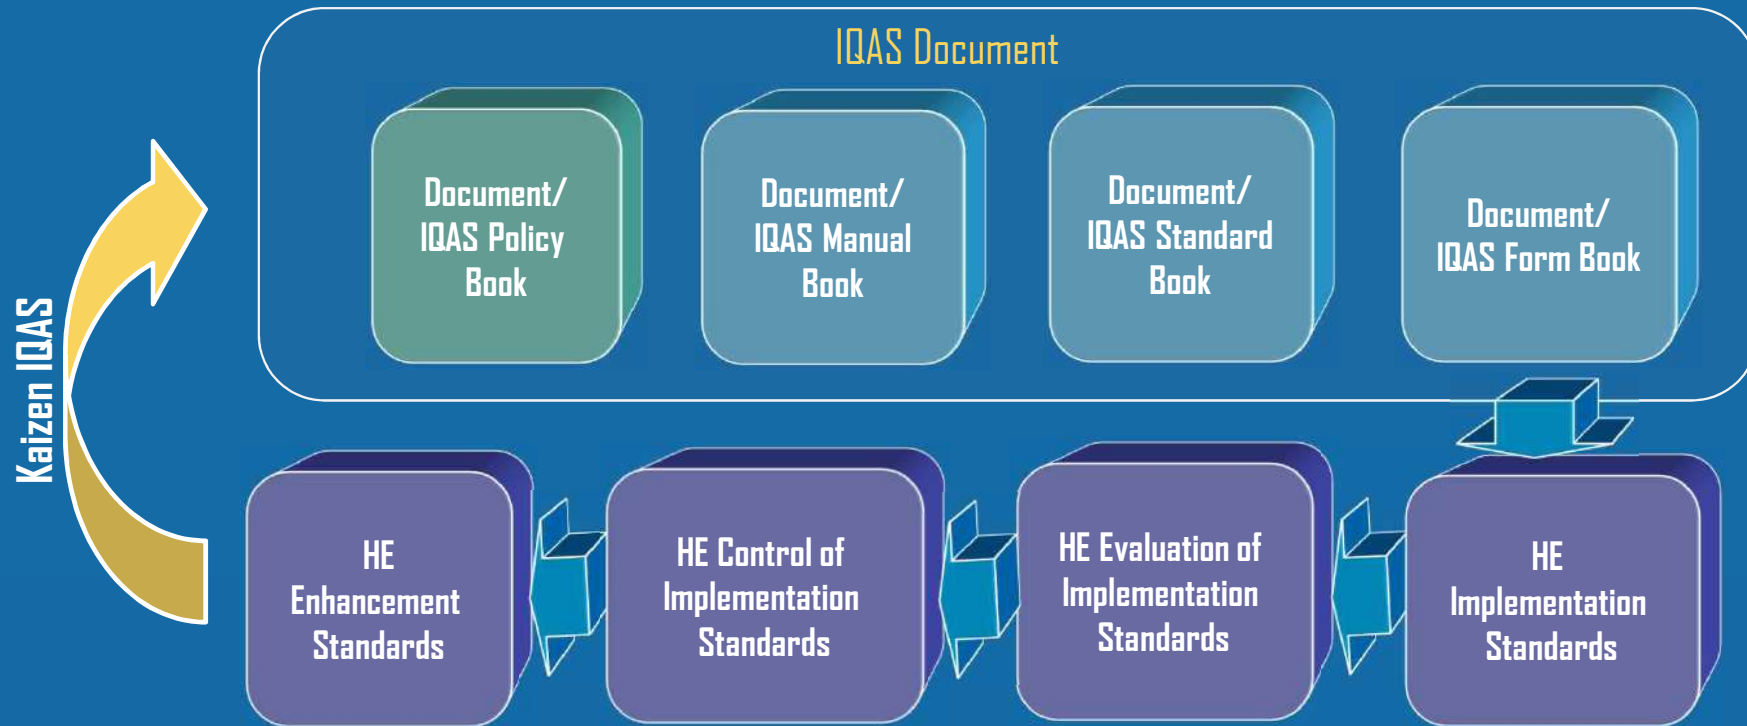 IQAS Document
Document/
IQAS Policy
Book
Document/
IQAS Manual
Book
Document/
IQAS Standard
Book
Document/
IQAS Form Book
Kaizen IQAS
HE
Enhancement
Standards
HE Control of
Implementation
Standards
HE Evaluation of
Implementation
Standards
HE
Implementation
Standards